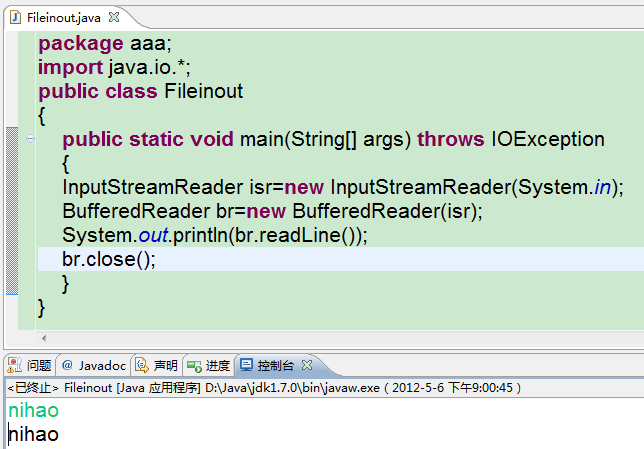 Fileinout.java
package aaa;
import java.io.*;
public class Fileinout
{
public static void main(String[] args) throws IOException
{
InputStreamReader isr=new InputStreamReader(System.in);
BufferedReader br=new BufferedReader(isr);
System.out.println(br.readLine());
br.close();
}
}
问题 @ Javadoc 声明 进度 控制台
<已终止> Fileinout [Java 应用程序] D:\Java\jdk1.7.0\bin\javaw.exe ( 2012-5-6 下午9:00:45 )
nihao
nihao